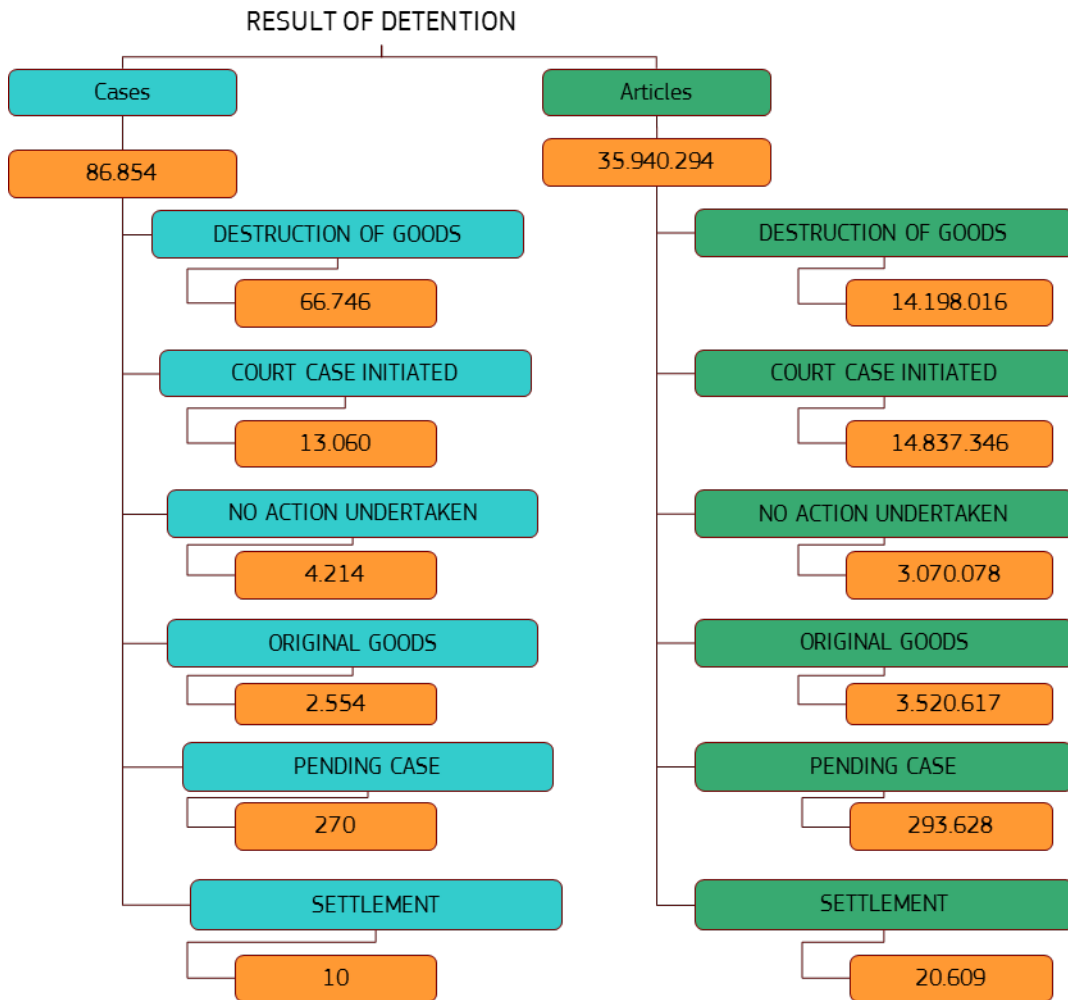 RESULT OF DETENTION
Cases
86.854
DESTRUCTION OF GOODS
66.746
COURT CASE INITIATED
13.060
NO ACTION UNDERTAKEN
4.214
ORIGINAL GOODS
2.554
PENDING CASE
270
SETTLEMENT
10
Articles
35.940.294
DESTRUCTION OF GOODS
14.198.016
COURT CASE INITIATED
14.837.346
NO ACTION UNDERTAKEN
3.070.078
ORIGINAL GOODS
3.520.617
PENDING CASE
293.628
SETTLEMENT
20.609